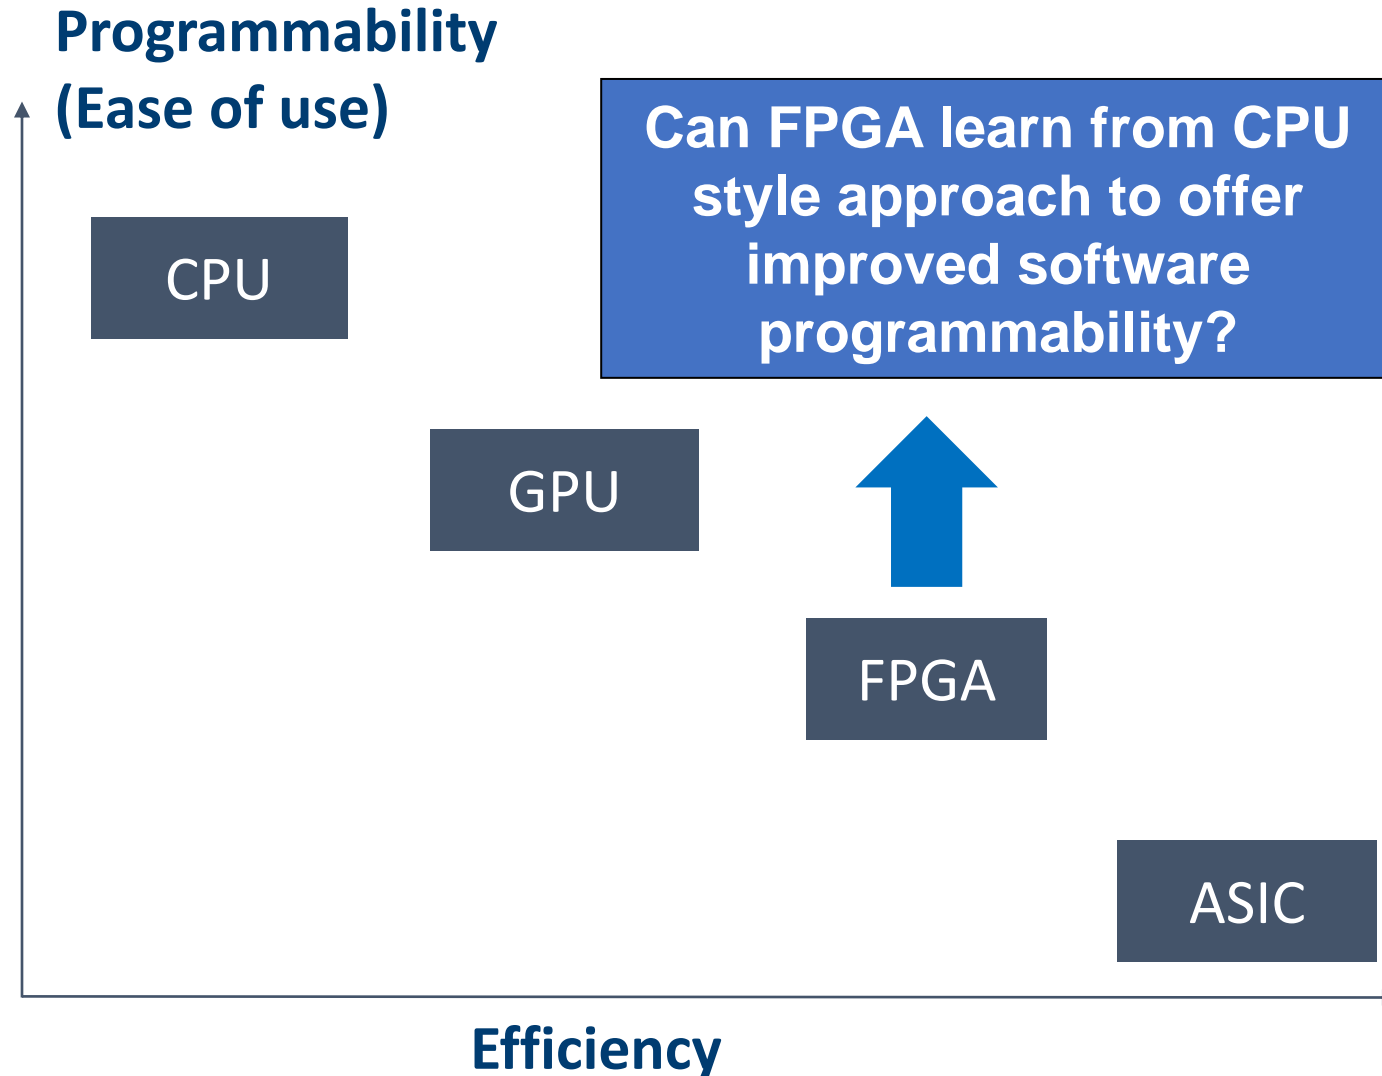 Programmability
(Ease of use)
Can FPGA learn from CPU
style approach to offer
improved software
programmability?
CPU
GPU
FPGA
ASIC
Efficiency